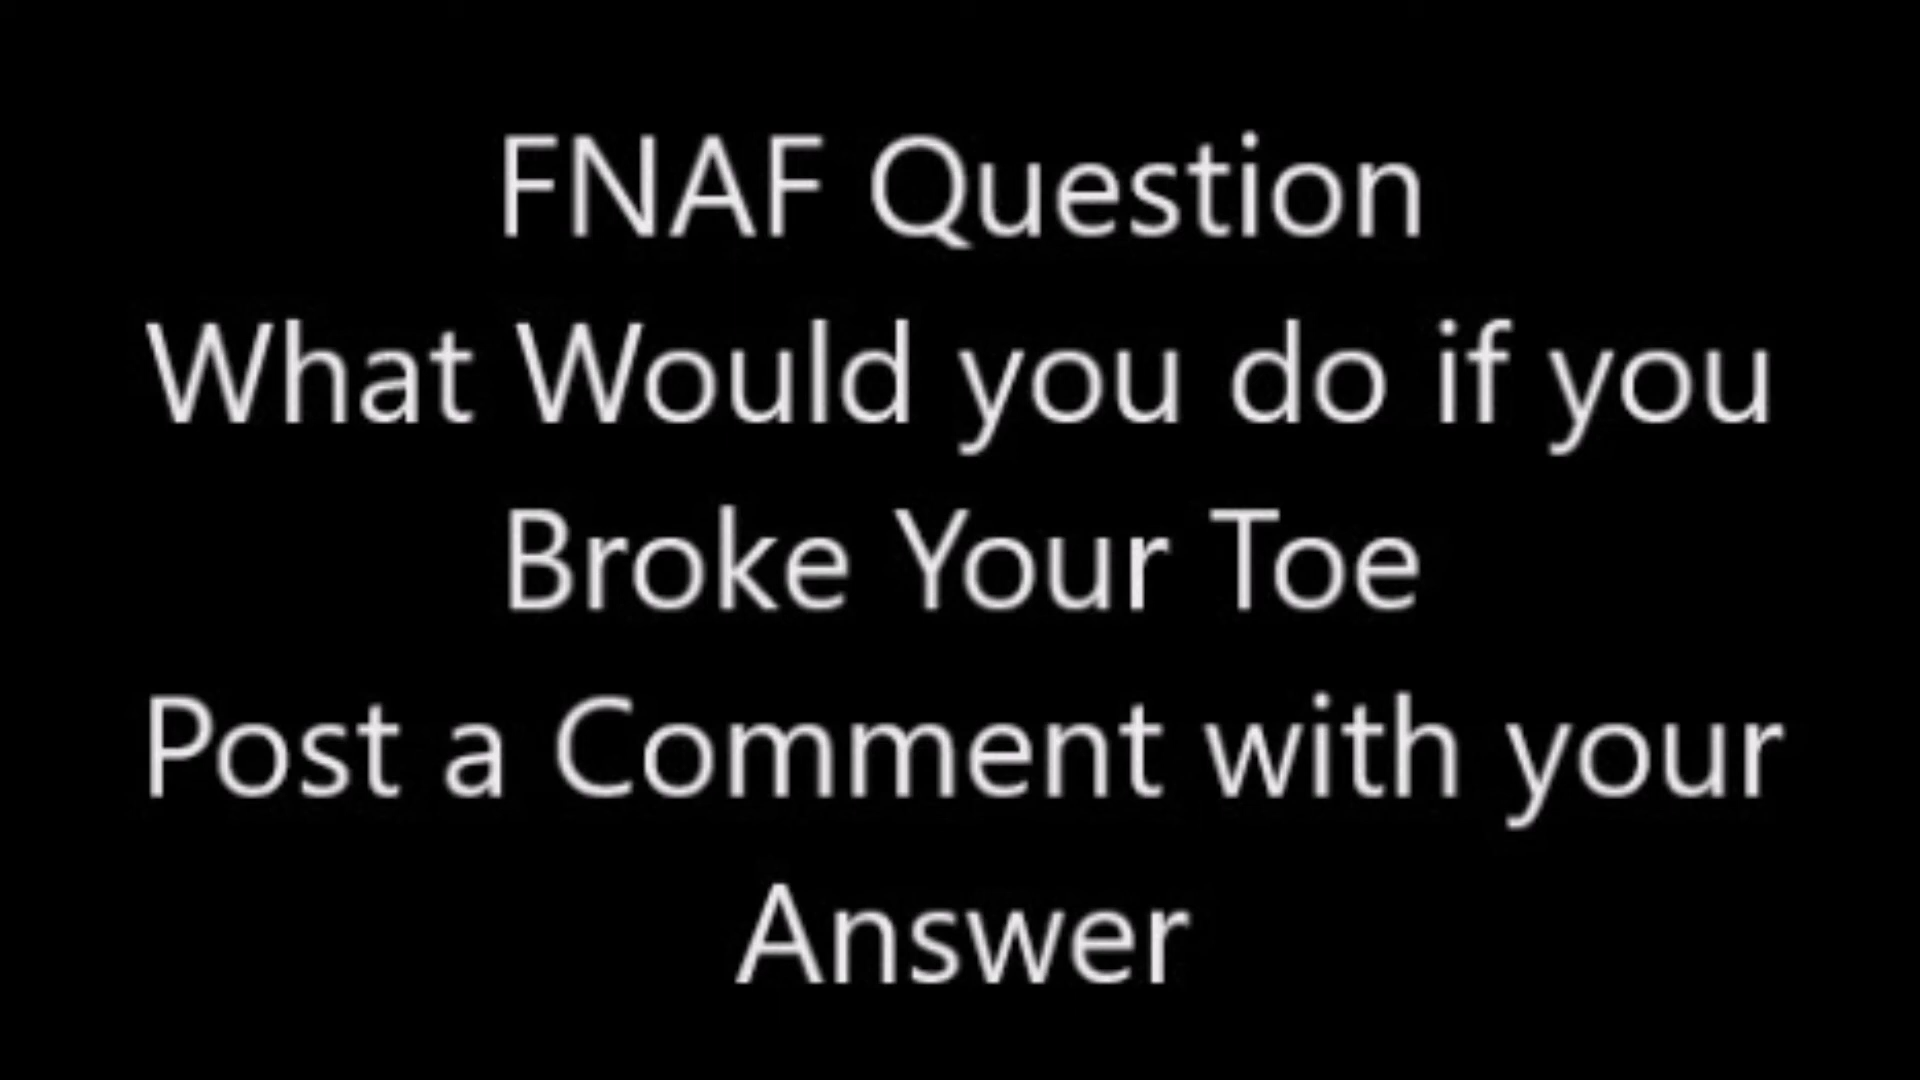 FNAF Question
What Would you do if you
Broke Your Toe
Post a Comment with your
Answer